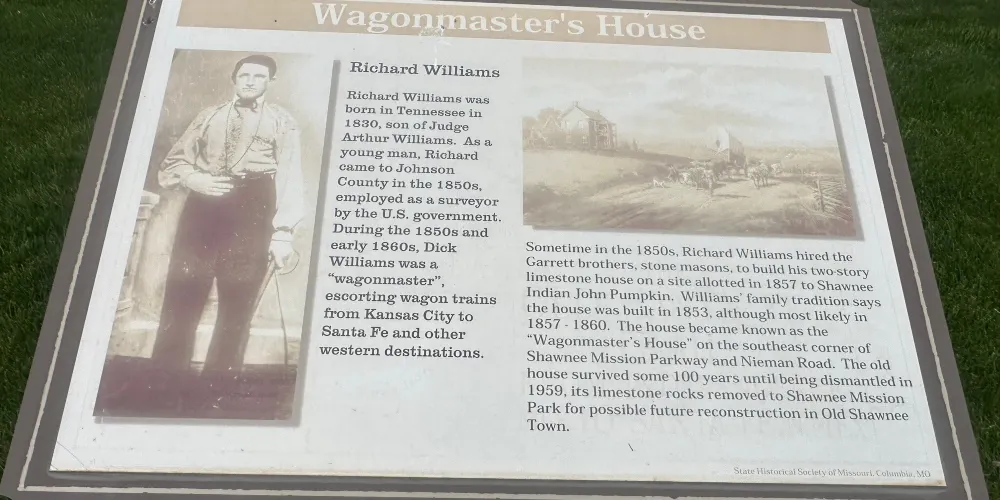 Wagonmaster's House
Richard Williams
Richard Williams was
born in Tennessee in
1830, son of Judge
Arthur Williams. As a
young man, Richard
came to Johnson
County in the 1850s,
employed as a surveyor
by the U.S. government.
During the 1850s and
early 1860s, Dick
Williams was a
“wagonmaster”,
escorting wagon trains
from Kansas City to
Santa Fe and other
western destinations.
Sometime in the 1850s, Richard Williams hired the
Garrett brothers, stone masons, to build his two-story
limestone house on a site allotted in 1857 to Shawnee
Indian John Pumpkin. Williams' family tradition says
the house was built in 1853, although most likely in
1857 - 1860. The house became known as the
“Wagonmaster's House” on the southeast corner of
Shawnee Mission Parkway and Nieman Road. The old
house survived some 100 years until being dismantled in
1959, its limestone rocks removed to Shawnee Mission
Park for possible future reconstruction in Old Shawnee
Town.
State Historical Society of Missouri, Columbia, MO